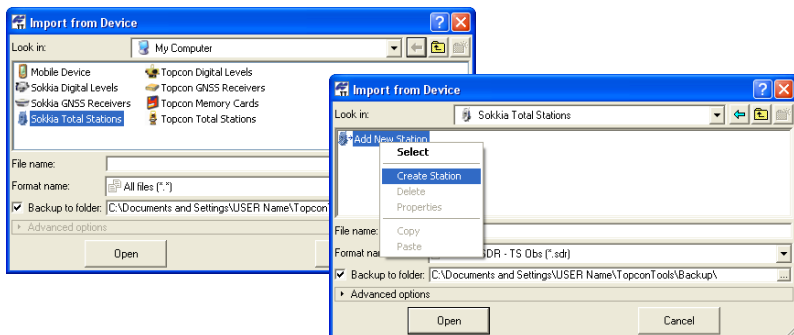 Import from Device
Look in:
My Computer
Mobile Device
Topcon Digital Levels
Sokkia Digital Levels
Topcon GNSS Receivers
Sokkia GNSS Receivers
Topcon Memory Cards
Sokkia Total Stations
Topcon Total Stations
File name:
Format name:
All files (*.*)
Backup to folder:
C:\Documents and Settings\USER Name\Topcon
Advanced options
Open
Import from Device
Look in:
Sokkia Total Stations
Add New Station
Select
Create Station
Delete
Properties
Copy
Paste
File name:
Format
SDR - TS Obs (*.sdr)
Backup to folder:
C:\Documents and Settings\USER Name\TopconTools\Backup\
...
Advanced options
Open
Cancel